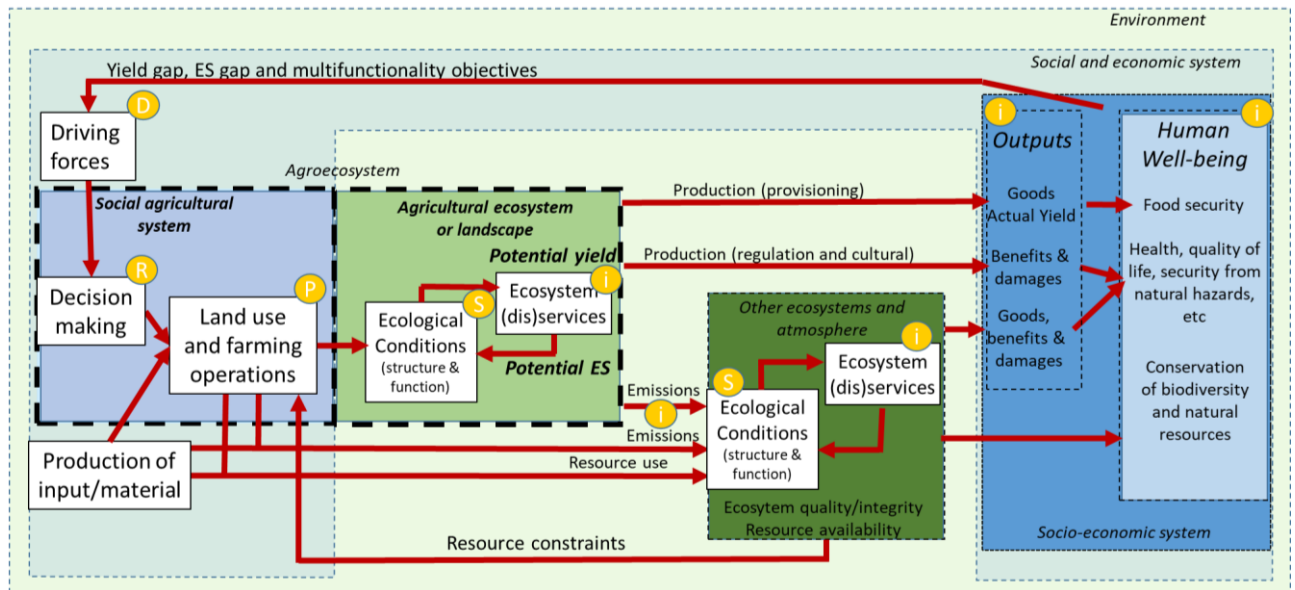 Environment
Social and economic system
Yield gap, ES gap and multifunctionality objectives
D
Driving
forces
Agroecosystem
Social agricultural
system
R
Decision
making
P
Land use
and farming
operations
Production of
input/material
Agricultural ecosystem
or landscape
Potential yield
S
Ecological
Conditions
(structure &
function)
i
Ecosystem
(dis)services
Potential ES
Production (provisioning)
Production (regulation and cultural)
Emissions
i
Emissions
Resource use
Resource constraints
Other ecosystems and
atmosphere
i
Ecosystem
(dis)services
S
Ecological
Conditions
(structure &
function)
Ecosytem quality/integrity
Resource availability
i
Outputs
Goods
Actual Yield
Benefits &
damages
Goods,
benefits &
damages
i
Human
Well-being
Food security
Health, quality of
life, security from
natural hazards,
etc
Conservation
of biodiversity
and natural
resources
Socio-economic system